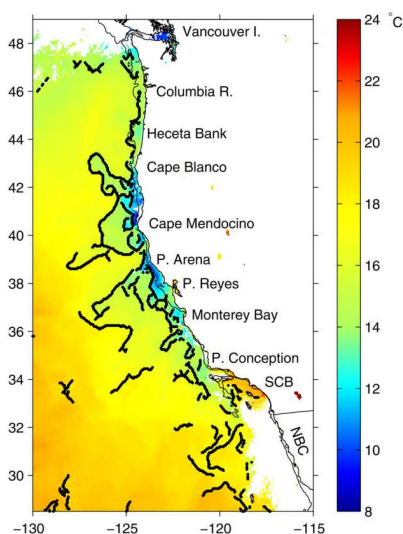 24 °C
48
Vancouver I.
22
46
Columbia R.
20
44
Heceta Bank
Cape Blanco
42
18
Cape Mendocino
40
16
P. Arena
38
P. Reyes
14
Monterey Bay
36
P. Conception
34
12
SCB
32
10
NBC
30
8
−130
−125
−120
−115